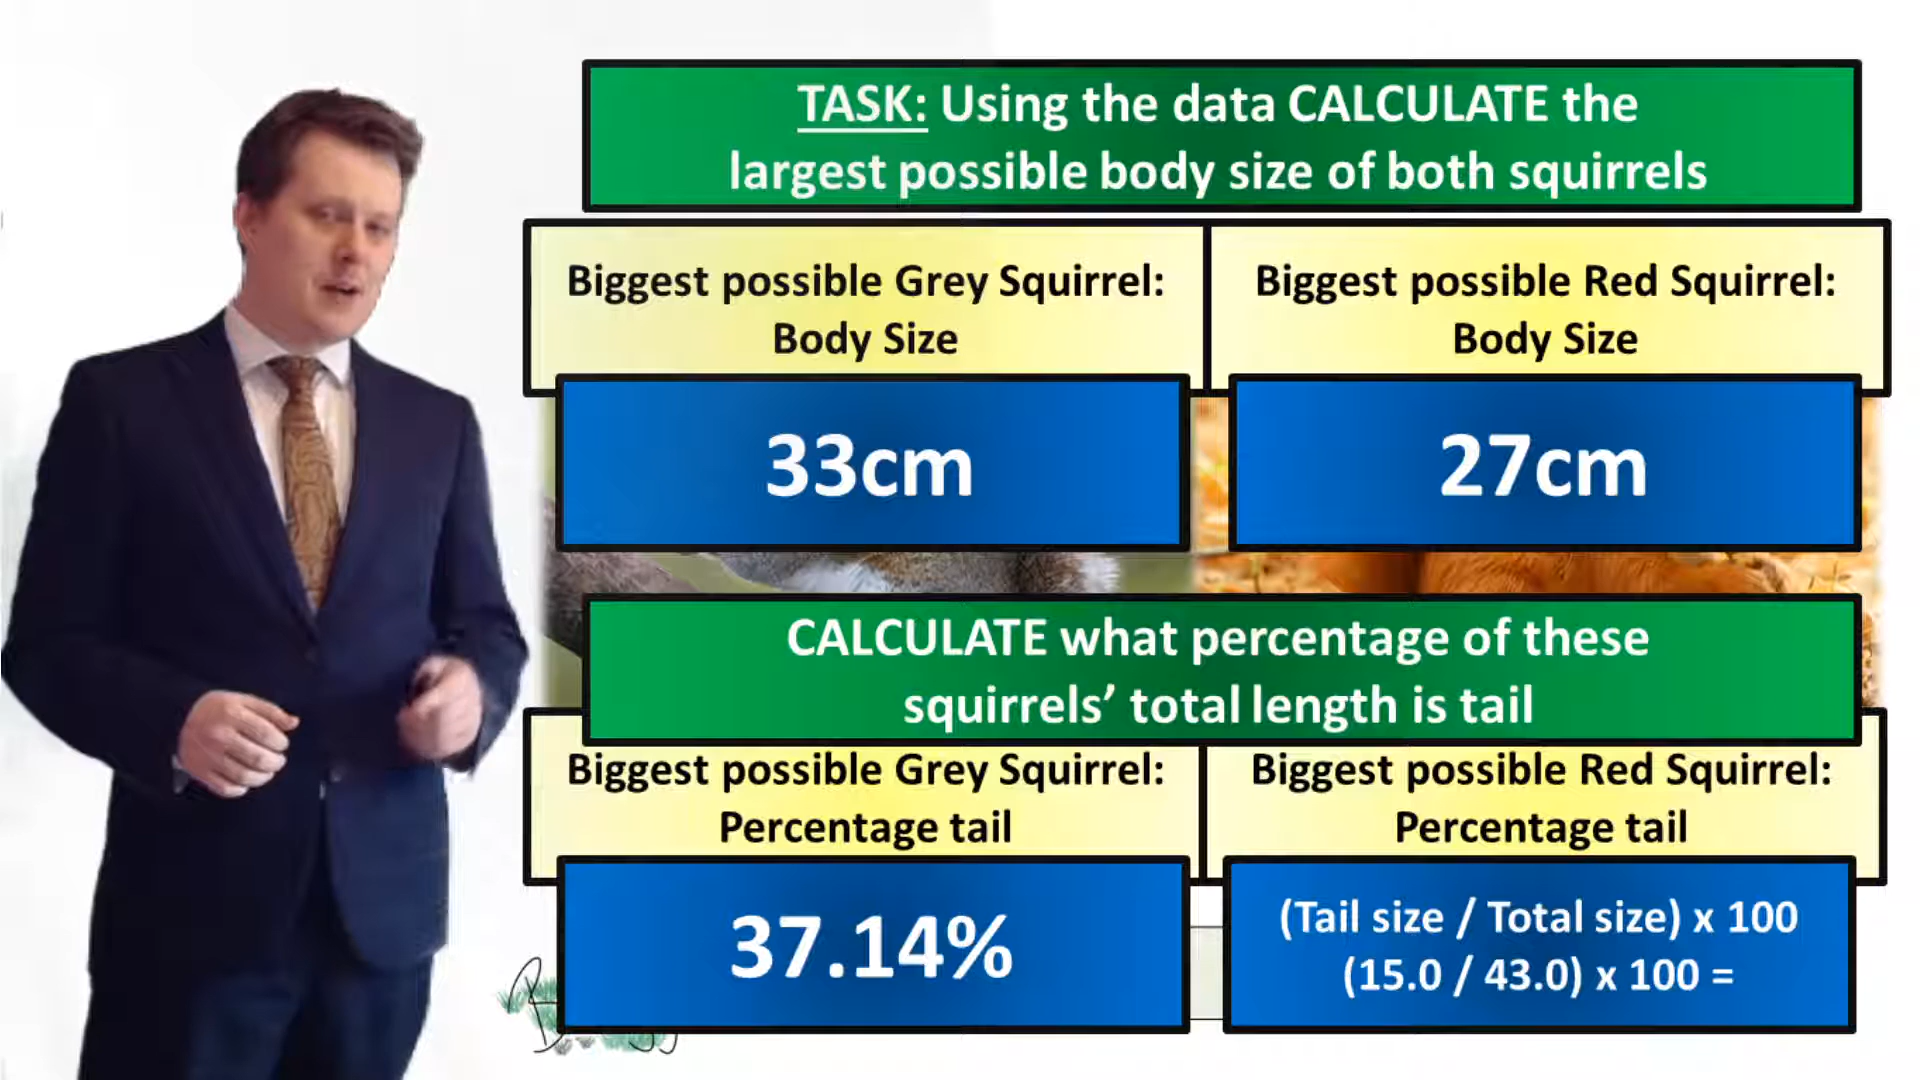 TASK: Using the data CALCULATE the
largest possible body size of both squirrels
Biggest possible Grey Squirrel:
Body Size
Biggest possible Red Squirrel:
Body Size
33cm
27cm
CALCULATE what percentage of these
squirrels’ total length is tail
Biggest possible Grey Squirrel:
Percentage tail
Biggest possible Red Squirrel:
Percentage tail
37.14%
(Tail size / Total size) x 100
(15.0 / 43.0) x 100 =